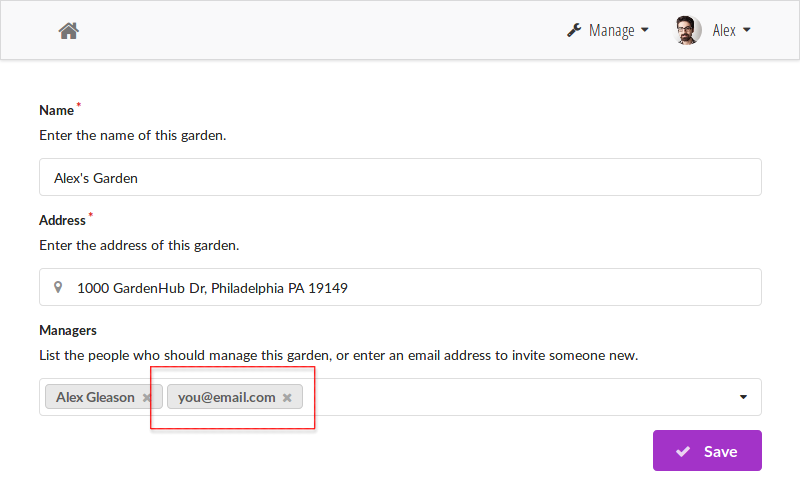 Manage Alex
Name*
Enter the name of this garden.
Alex's Garden
Address*
Enter the address of this garden.
1000 GardenHub Dr, Philadelphia PA 19149
Managers
List the people who should manage this garden, or enter an email address to invite someone new.
Alex Gleason you@email.com
Save